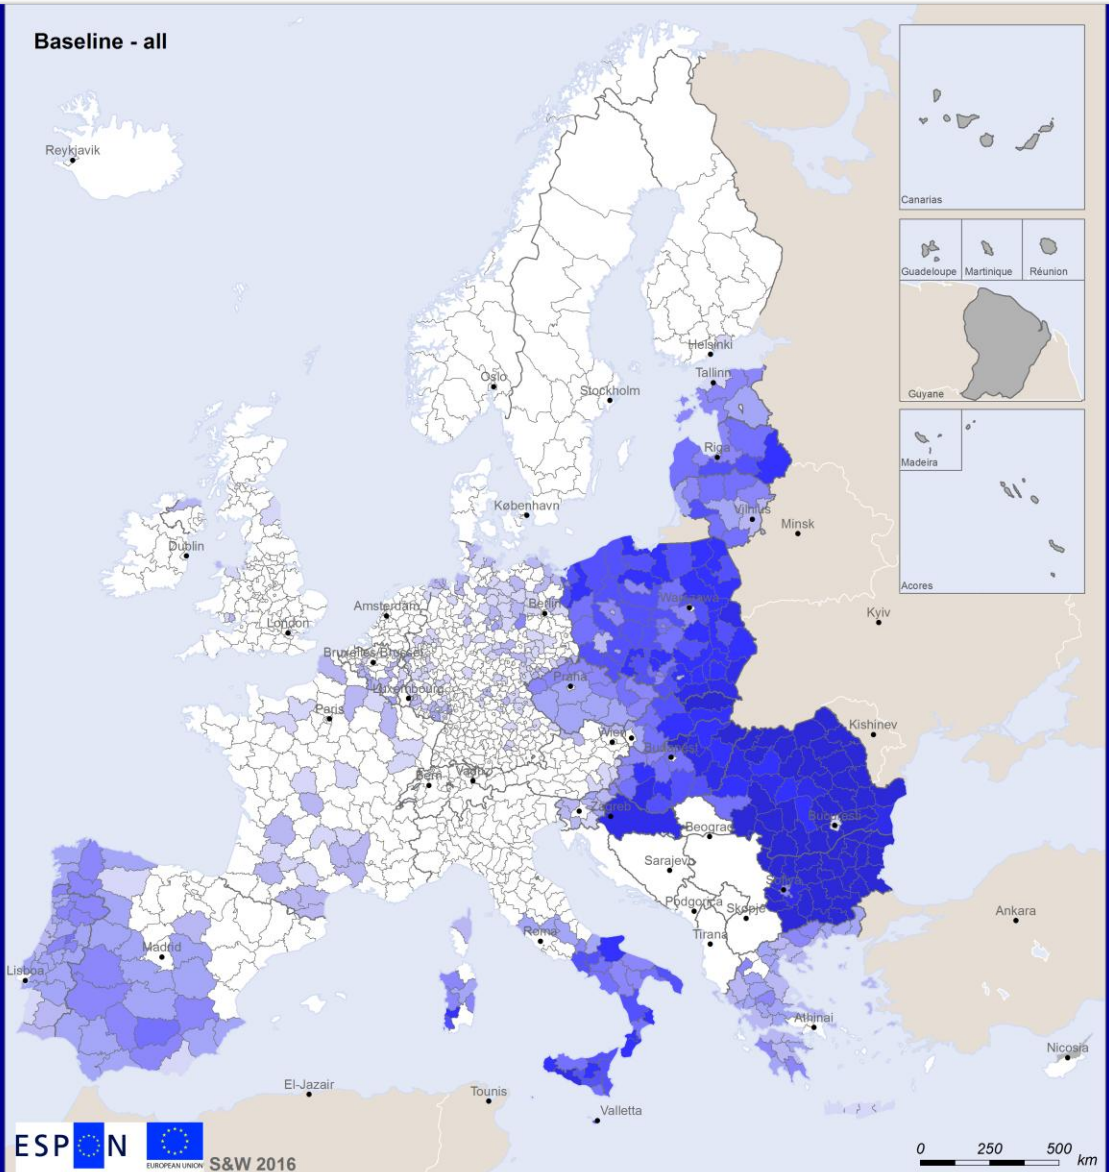 Baseline - all
Reykjavik
Canarias
Guadeloupe
Martinique
Réunion
Guyane
Madeira
Acores
Helsinki
Tallinn
Oslo
Stockholm
Riga
København
Vilnius
Minsk
Dublin
Amsterdam
Berlin
Warszawa
Kyiv
London
Bruxelles/Brussel
Praha
Luxembourg
Paris
Kishinev
Wien
Budapest
Bern
Vaduz
Zagreb
Bucuresti
Beograd
Sarajevo
Sofiya
Podgorica
Skopje
Ankara
Roma
Tirana
Madrid
Lisboa
Athinai
Nicosia
El-Jazair
Tounis
Valletta
ESPON
EUROPEAN UNION
S&W 2016
0 250 500
km